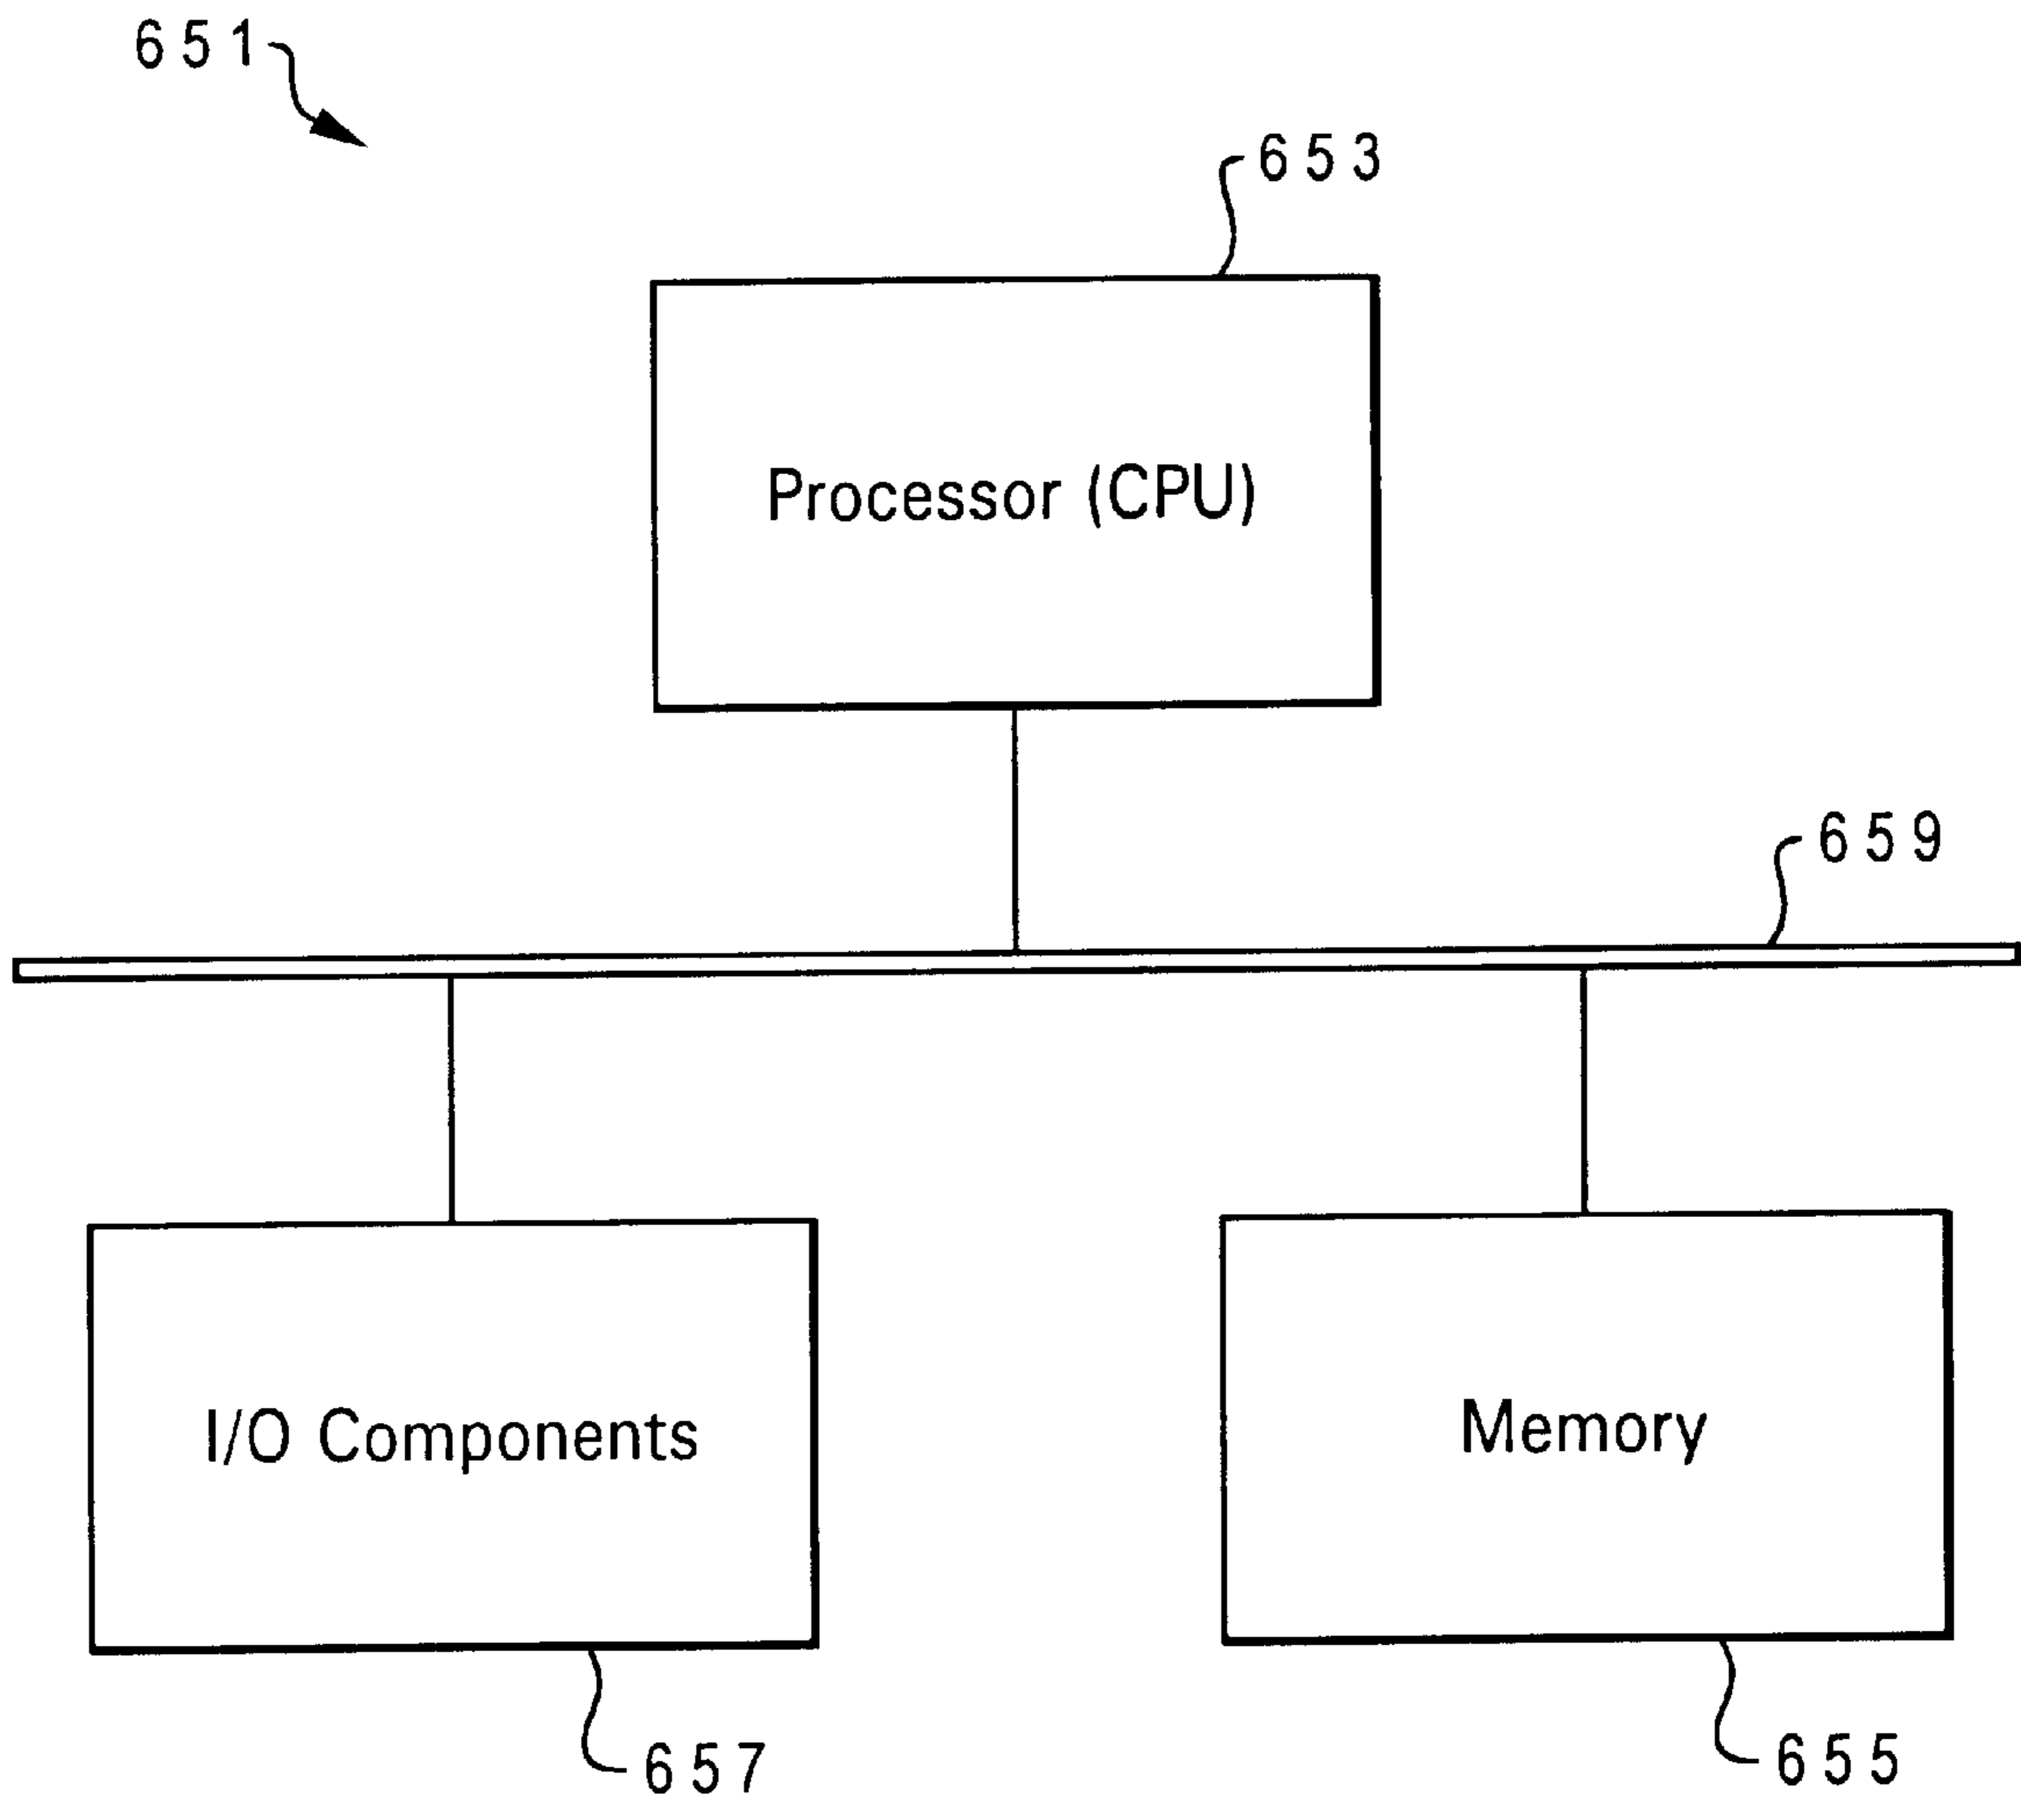 651
653
Processor (CPU)
659
I/O Components
Memory
657
655